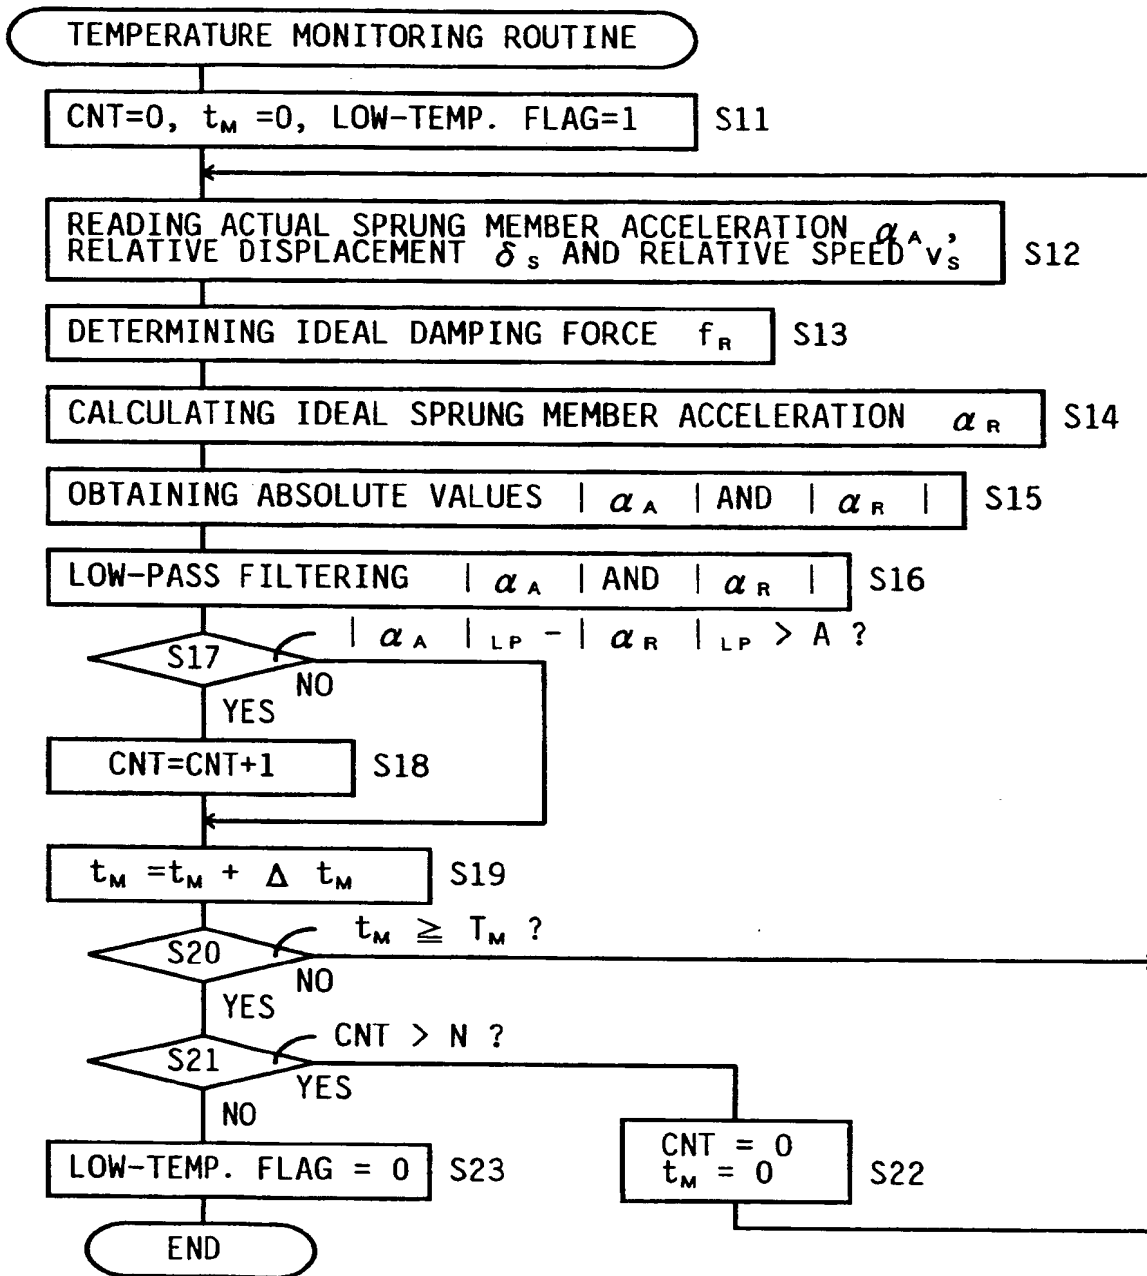 TEMPERATURE MONITORING ROUTINE
CNT=0, tM =0, LOW-TEMP. FLAG=1 S11
READING ACTUAL SPRUNG MEMBER ACCELERATION αA,
RELATIVE DISPLACEMENT δS AND RELATIVE SPEED vS S12
DETERMINING IDEAL DAMPING FORCE fR S13
CALCULATING IDEAL SPRUNG MEMBER ACCELERATION αR S14
OBTAINING ABSOLUTE VALUES |αA| AND |αR| S15
LOW-PASS FILTERING |αA| AND |αR| S16
|αA|LP - |αR|LP > A ?
S17
NO
YES
CNT=CNT+1 S18
tM =tM + Δ tM S19
tM ≧ TM ?
S20
NO
YES
CNT > N ?
S21
YES
NO
CNT = 0
tM = 0 S22
LOW-TEMP. FLAG = 0 S23
END